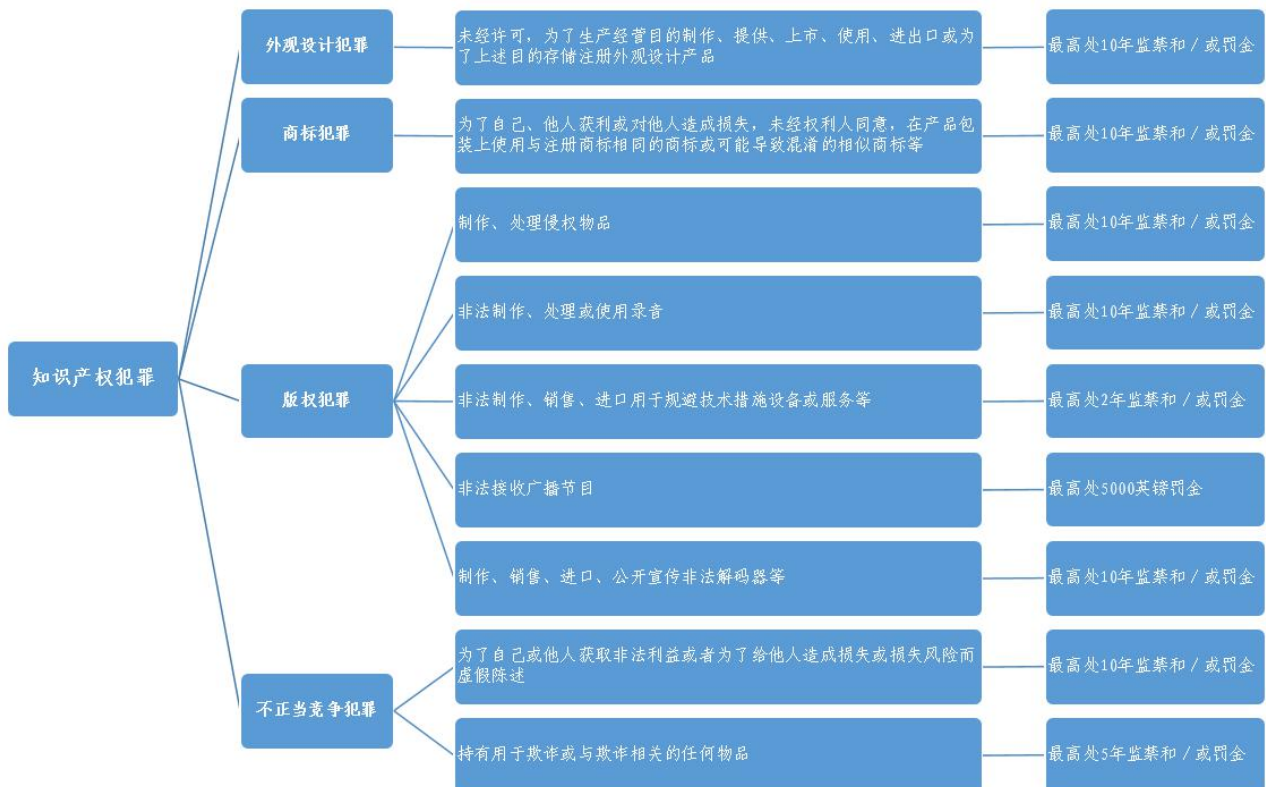 外观设计犯罪
未经许可，为了生产经营目的制作、提供、上市、使用、进出口或为
了上述目的存储注册外观设计产品
最高处10年监禁和／或罚金
商标犯罪
为了自己、他人获利或对他人造成损失，未经权利人同意，在产品包
装上使用与注册商标相同的商标或可能导致混淆的相似商标等
最高处10年监禁和／或罚金
制作、处理侵权物品
最高处10年监禁和／或罚金
非法制作、处理或使用录音
最高处10年监禁和／或罚金
知识产权犯罪
版权犯罪
非法制作、销售、进口用于规避技术措施设备或服务等
最高处2年监禁和／或罚金
非法接收广播节目
最高处5000英镑罚金
制作、销售、进口、公开宣传非法解码器等
最高处10年监禁和／或罚金
不正当竞争犯罪
为了自己或他人获取非法利益或者为了给他人造成损失或损失风险而
虚假陈述
最高处10年监禁和／或罚金
持有用于欺诈或与欺诈相关的任何物品
最高处5年监禁和／或罚金